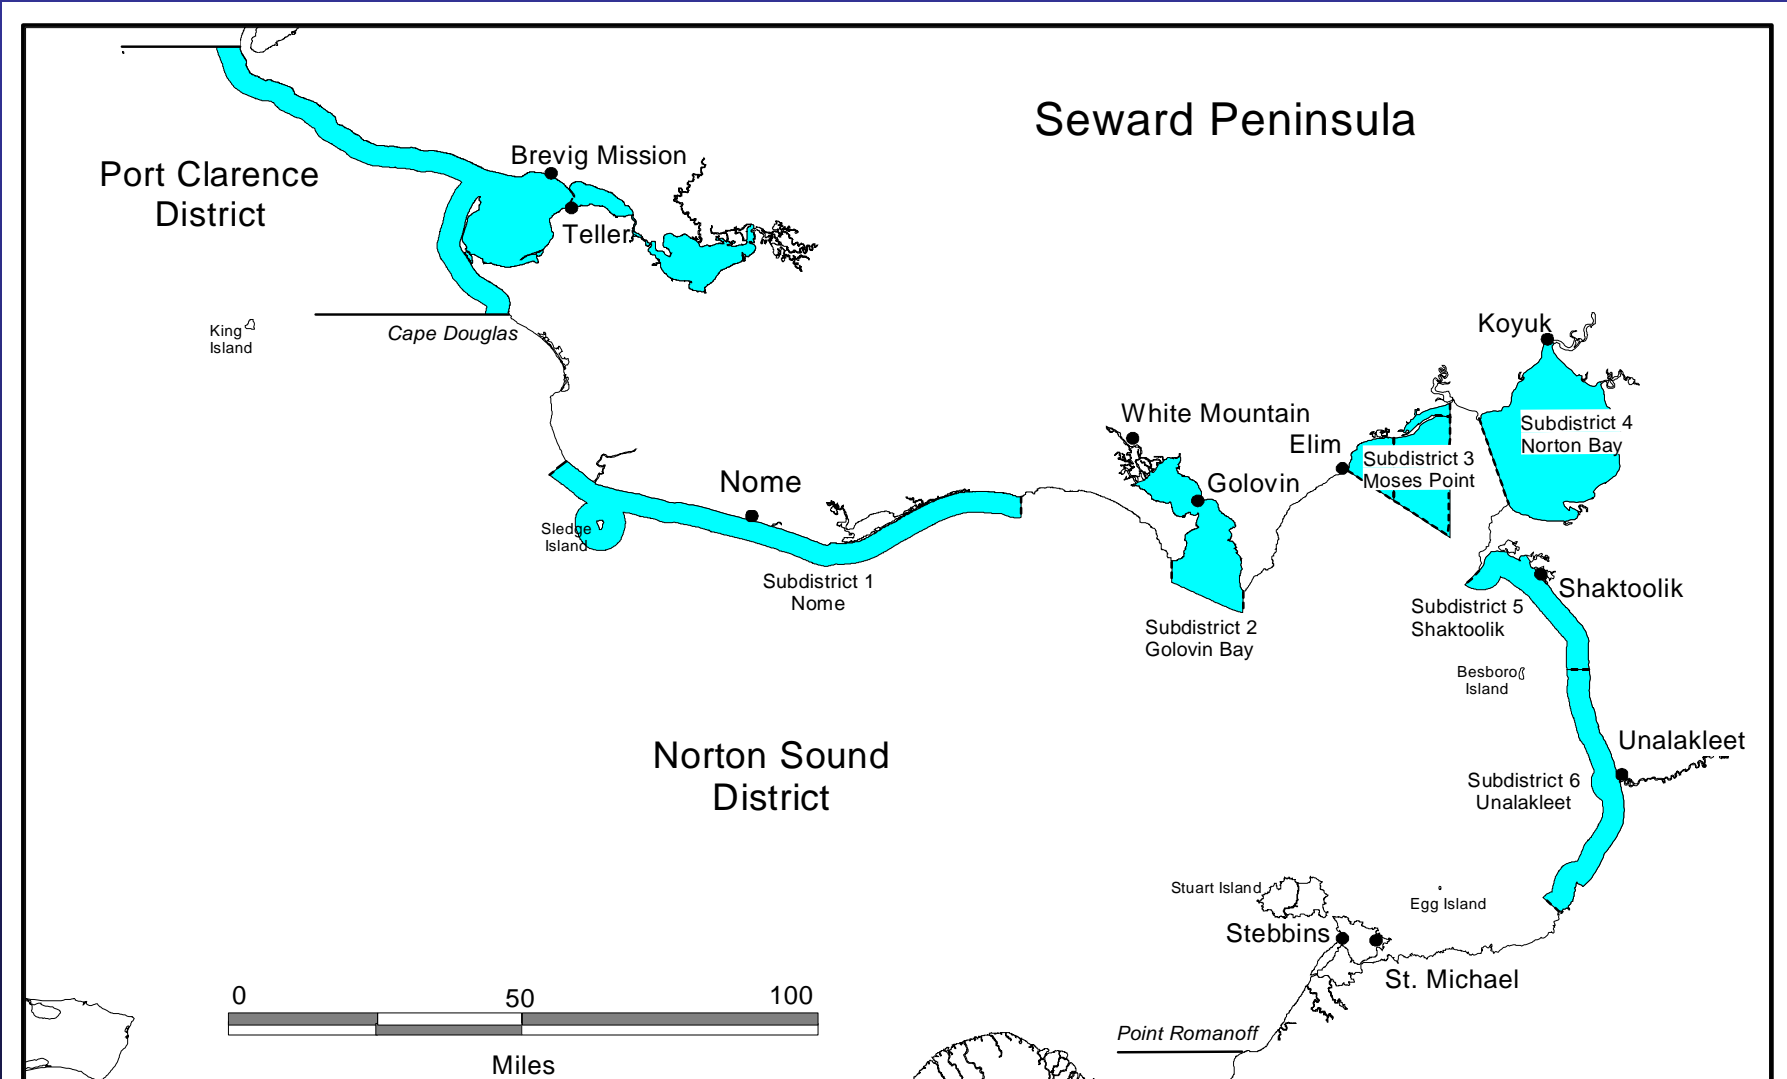 Seward Peninsula
Port Clarence
District
Brevig Mission
Teller
King
Island
Cape Douglas
Koyuk
White Mountain
Elim
Golovin
Subdistrict 4
Norton Bay
Subdistrict 3
Moses Point
Nome
Sledge
Island
Subdistrict 1
Nome
Subdistrict 2
Golovin Bay
Shaktoolik
Subdistrict 5
Shaktoolik
Besboro
Island
Norton Sound
District
Unalakleet
Subdistrict 6
Unalakleet
Stuart Island
Egg Island
Stebbins
St. Michael
0
50
100
Miles
Point Romanoff